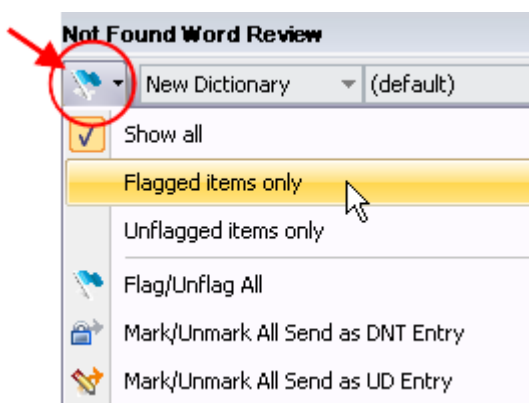 Not Found Word Review
New Dictionary (default)
Show all
Flagged items only
Unflagged items only
Flag/Unflag All
Mark/Unmark All Send as DNT Entry
Mark/Unmark All Send as UD Entry